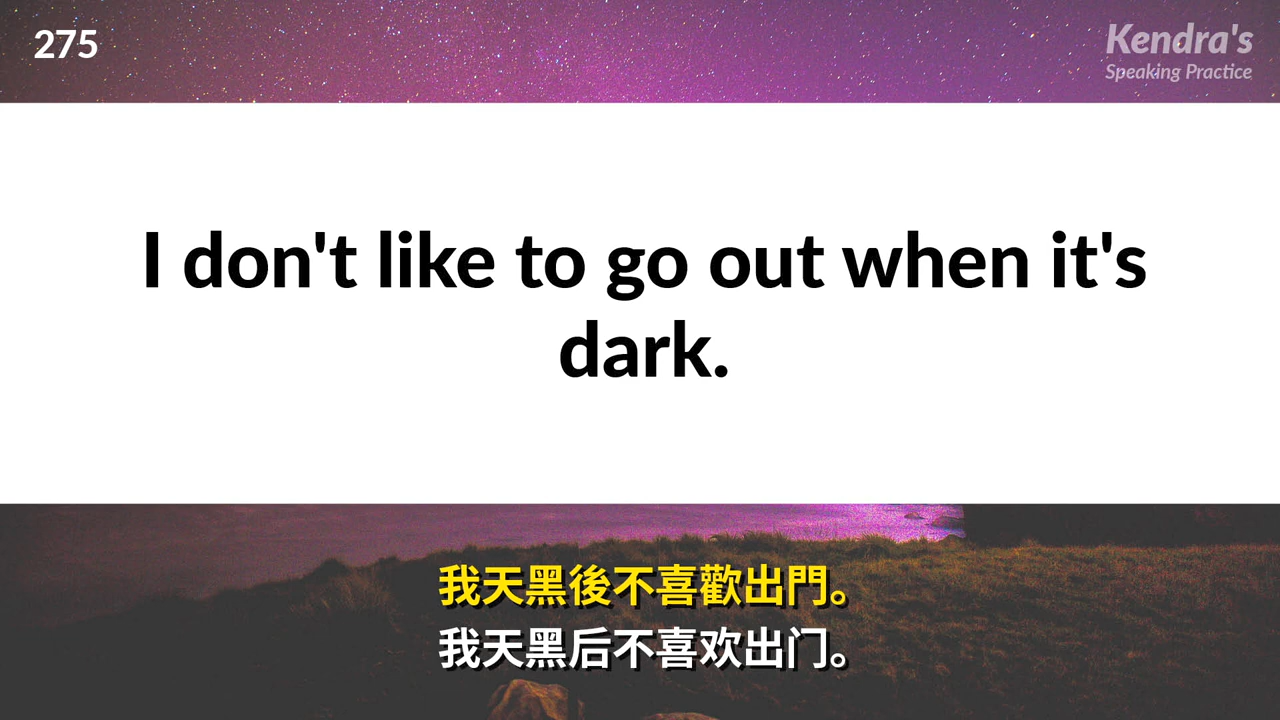 275
Kendra's
Speaking Practice
I don't like to go out when it's
dark.
我天黑後不喜歡出門。
我天黑后不喜欢出门。